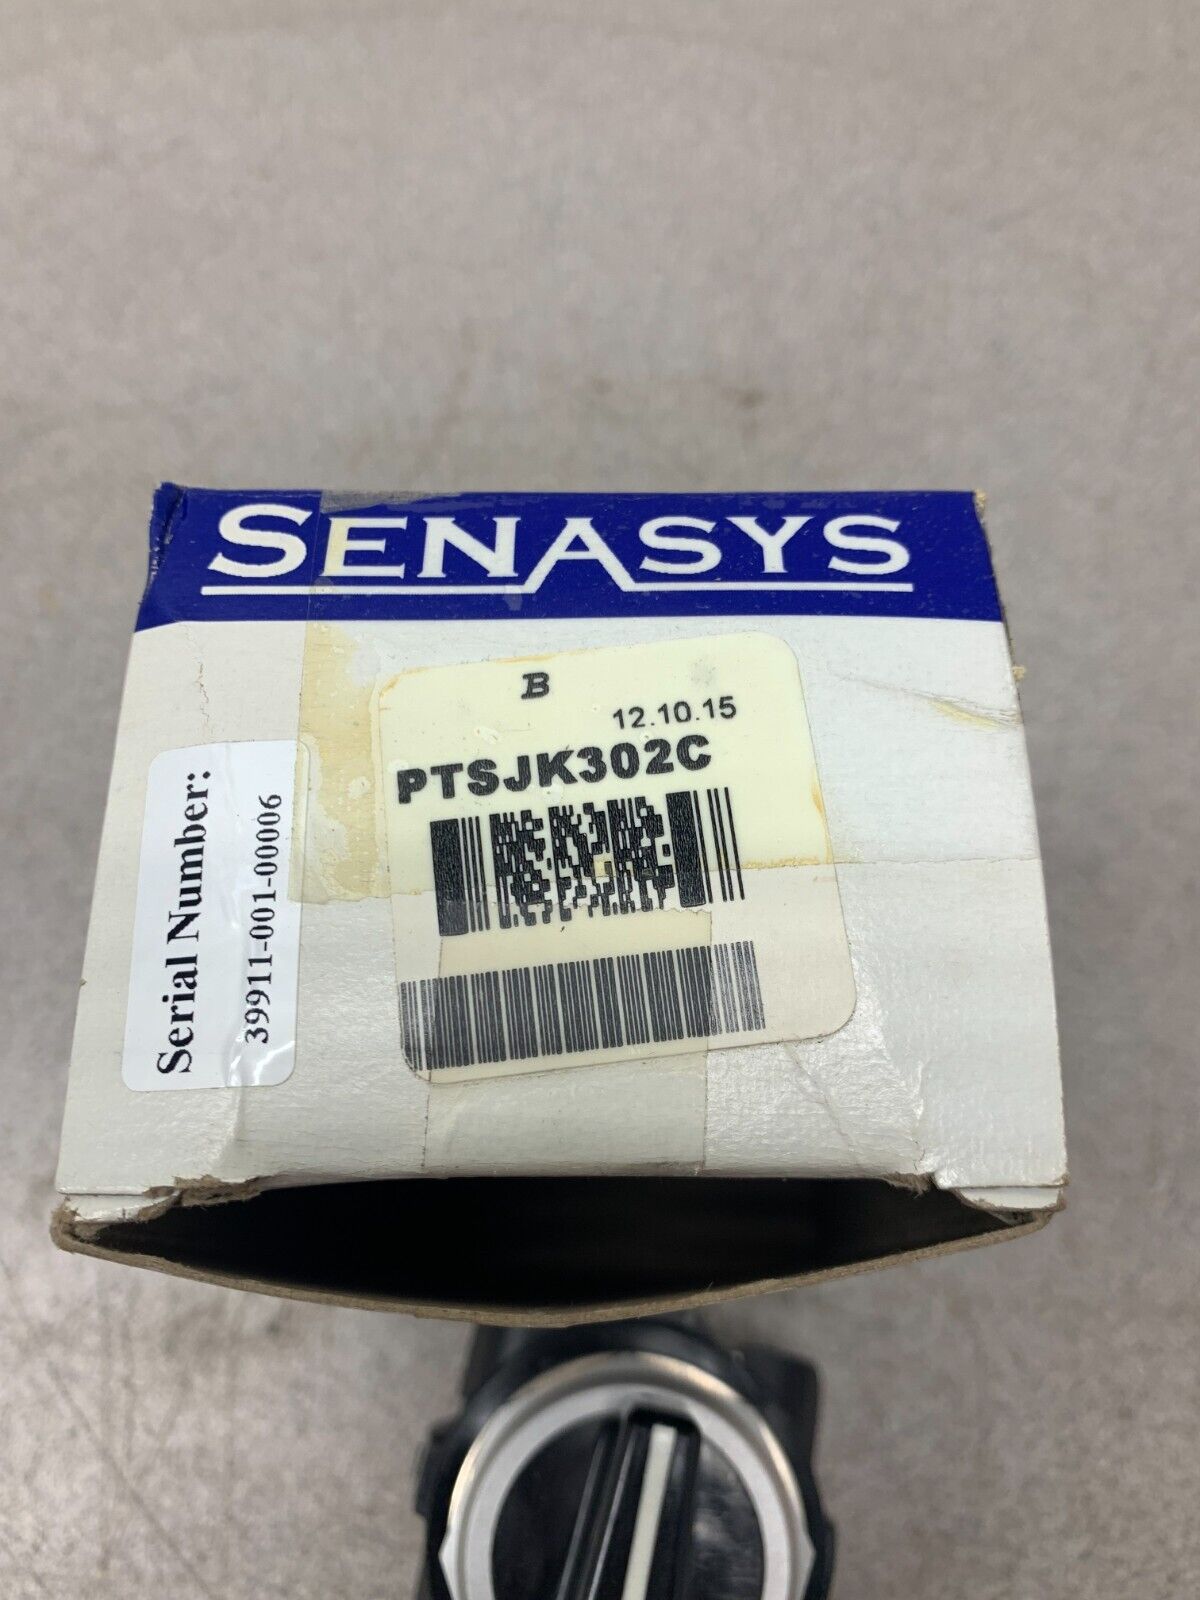 SENASYS
B
12.10.15
PTSJK302C
Serial Number:
39911-001-00006